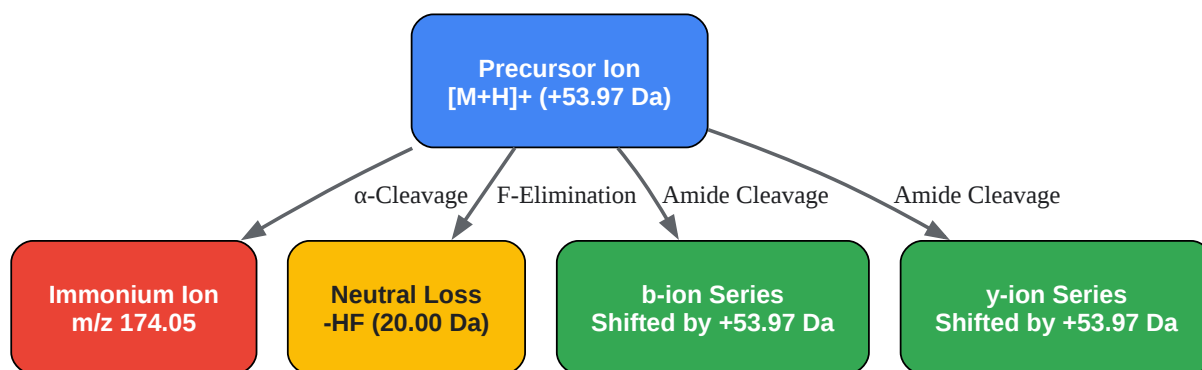 Precursor Ion
[M+H]+ (+53.97 Da)
α-Cleavage
F-Elimination
Amide Cleavage
Amide Cleavage
Immonium Ion
m/z 174.05
Neutral Loss
-HF (20.00 Da)
b-ion Series
Shifted by +53.97 Da
y-ion Series
Shifted by +53.97 Da